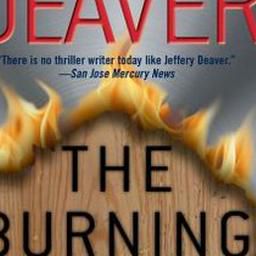 DEAVER
"There is no thriller writer today like Jeffery Deaver."
—San Jose Mercury News
THE
BURNING